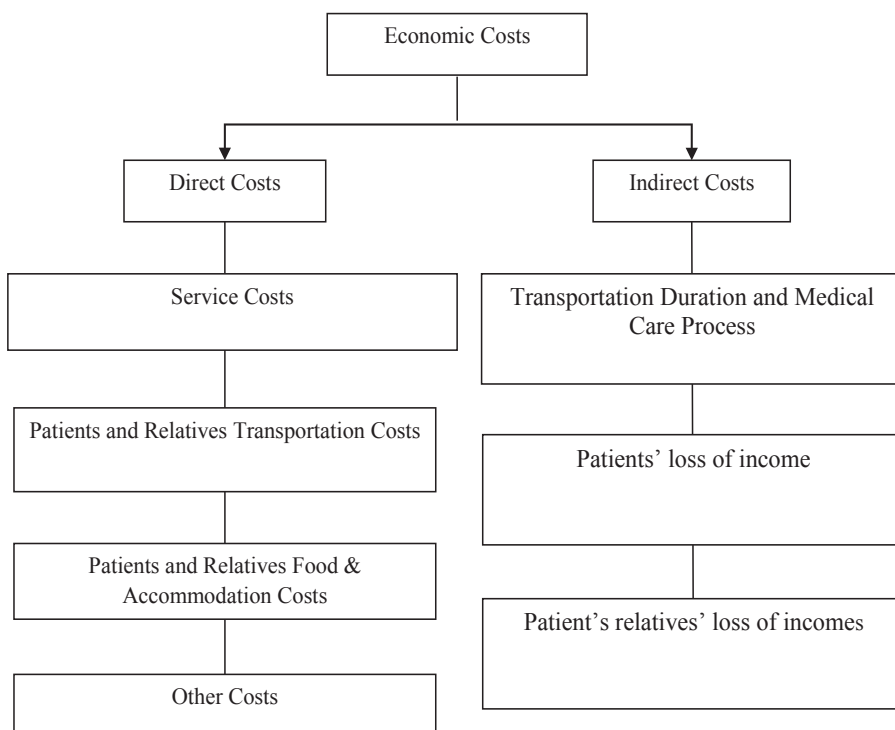 Economic Costs
Direct Costs
Indirect Costs
Service Costs
Transportation Duration and Medical
Care Process
Patients and Relatives Transportation Costs
Patients’ loss of income
Patients and Relatives Food &
Accommodation Costs
Patient’s relatives’ loss of incomes
Other Costs